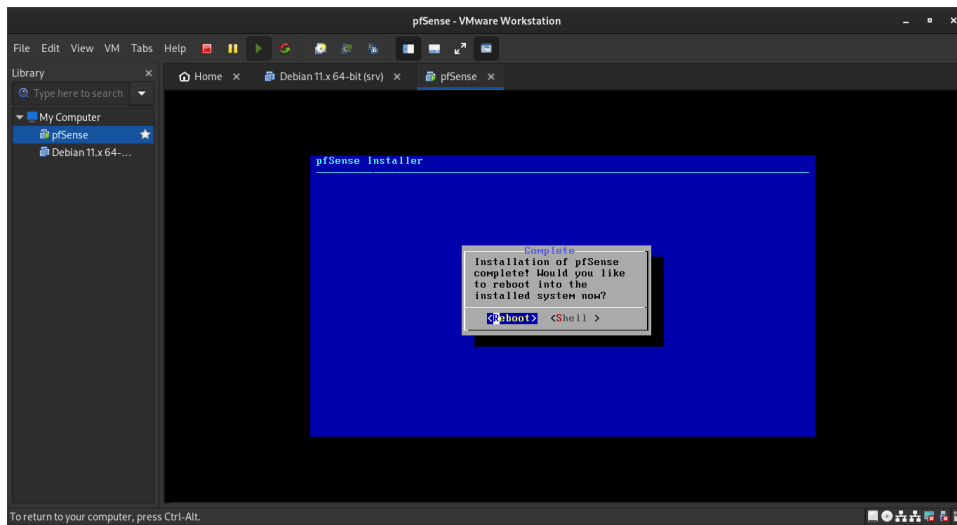 pfSense - VMware Workstation
File Edit View VM Tabs Help
Library
Home
Debian 11.x 64-bit (srv)
pfSense
Type here to search
My Computer
pfSense
Debian 11.x 64-...
pfSense Installer
Complete
Installation of pfSense
complete! Would you like
to reboot into the
installed system now?
<Reboot> <Shell >
To return to your computer, press Ctrl-Alt.